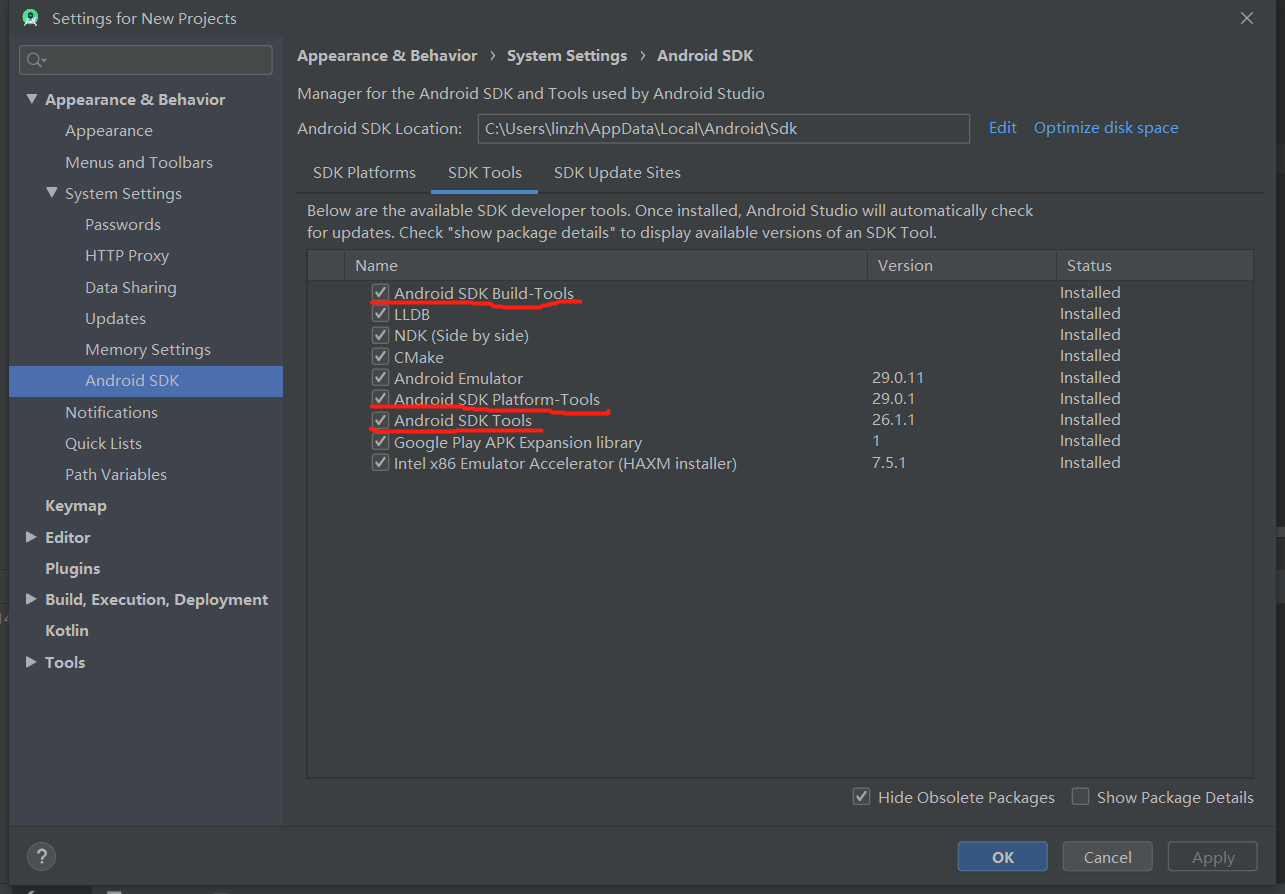 Settings for New Projects
Appearance & Behavior
Appearance
Menus and Toolbars
System Settings
Passwords
HTTP Proxy
Data Sharing
Updates
Memory Settings
Android SDK
Notifications
Quick Lists
Path Variables
Keymap
Editor
Plugins
Build, Execution, Deployment
Kotlin
Tools
Appearance & Behavior › System Settings › Android SDK
Manager for the Android SDK and Tools used by Android Studio
Android SDK Location: C:\Users\linzh\AppData\Local\Android\Sdk Edit Optimize disk space
SDK Platforms SDK Tools SDK Update Sites
Below are the available SDK developer tools. Once installed, Android Studio will automatically check
for updates. Check "show package details" to display available versions of an SDK Tool.
Name Version Status
Android SDK Build-Tools Installed
LLDB Installed
NDK (Side by side) Installed
CMake Installed
Android Emulator 29.0.11 Installed
Android SDK Platform-Tools 29.0.1 Installed
Android SDK Tools 26.1.1 Installed
Google Play APK Expansion library 1 Installed
Intel x86 Emulator Accelerator (HAXM installer) 7.5.1 Installed
Hide Obsolete Packages Show Package Details
? OK Cancel Apply